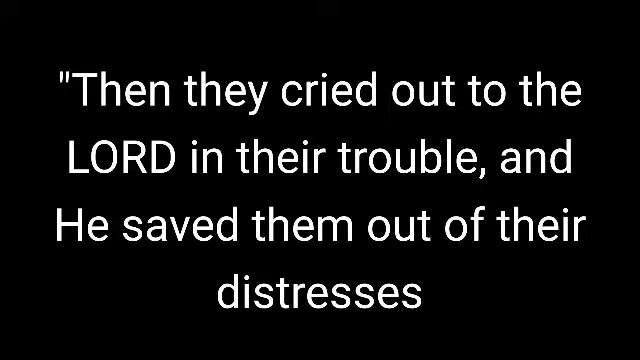 "Then they cried out to the
LORD in their trouble, and
He saved them out of their
distresses